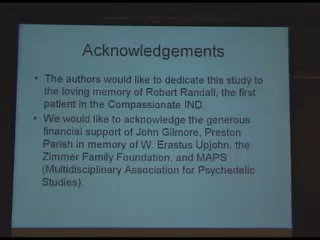 Acknowledgements
• The authors would like to dedicate this study to
the loving memory of Robert Randall, the first
patient in the Compassionate IND.
• We would like to acknowledge the generous
financial support of John Gilmore, Preston
Parish in memory of W. Erastus Upjohn, the
Zimmer Family Foundation, and MAPS
(Multidisciplinary Association for Psychedelic
Studies).